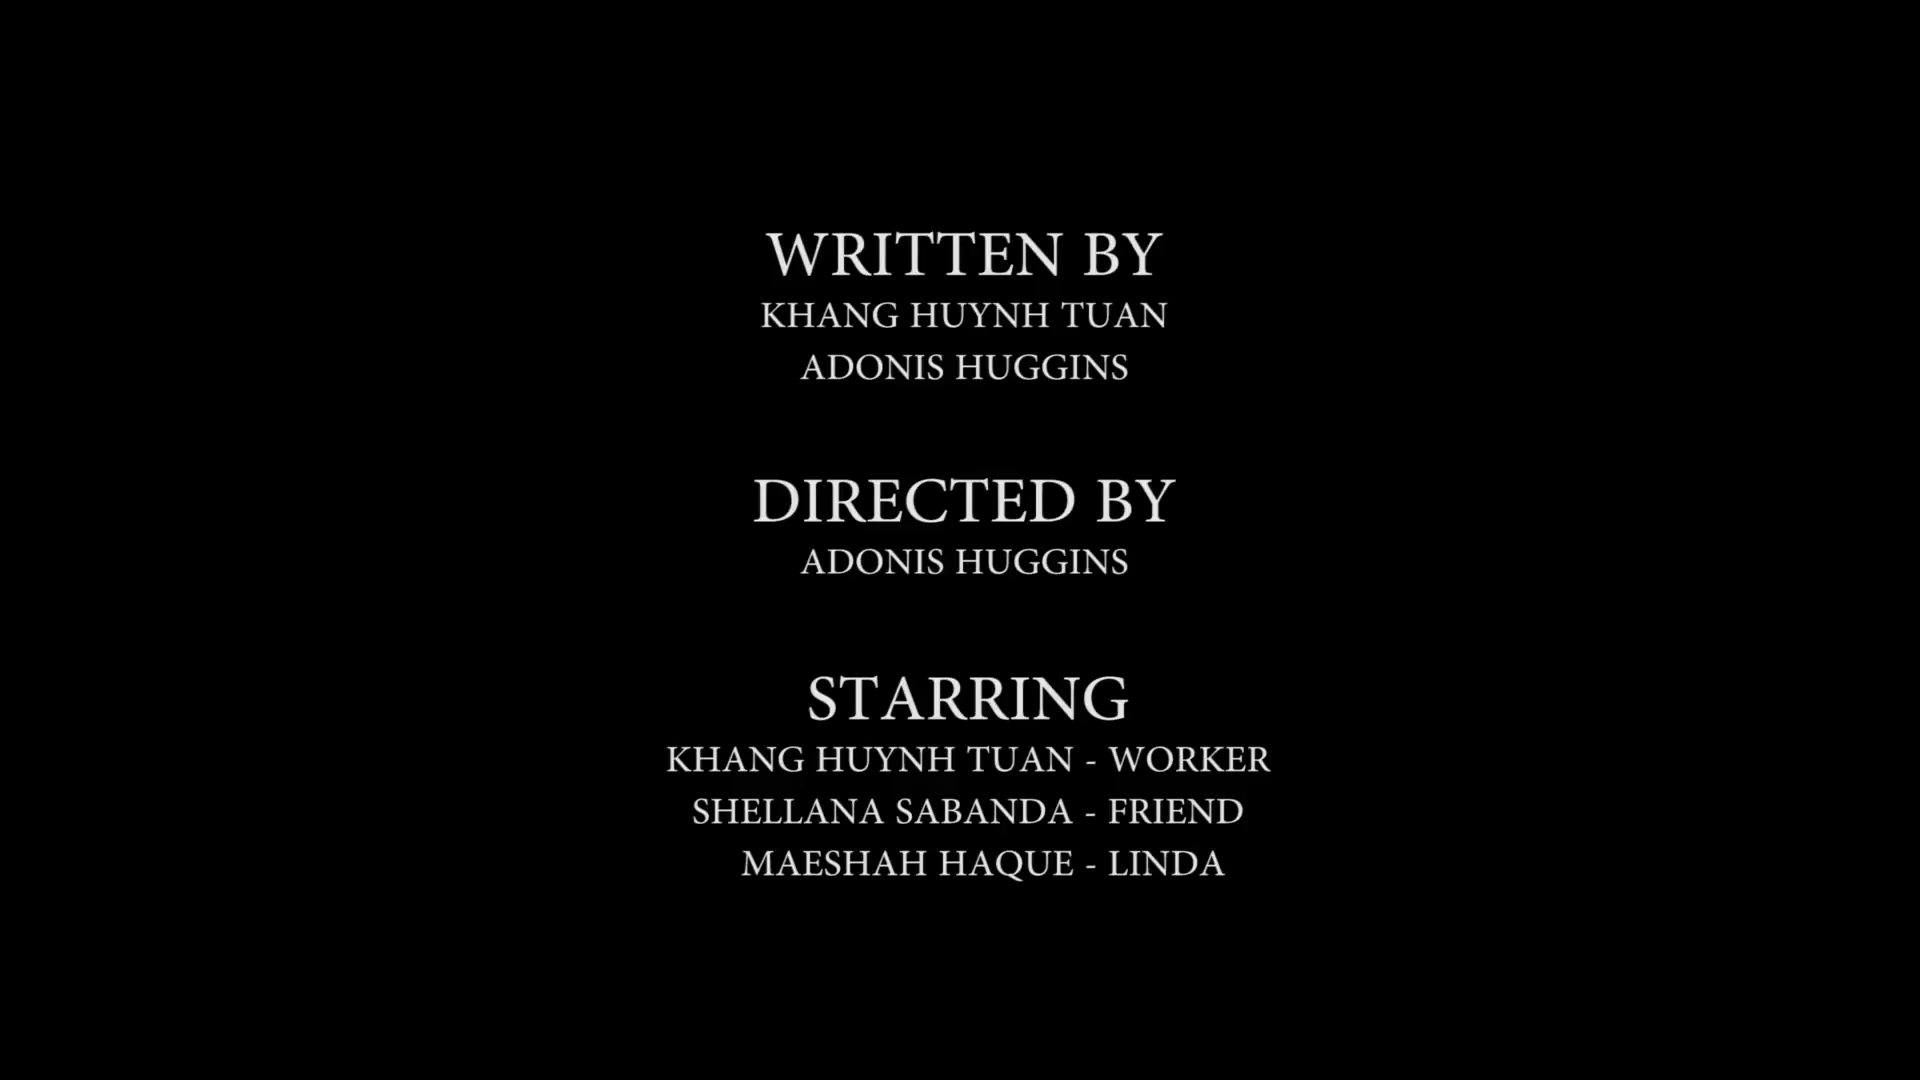 WRITTEN BY
KHANG HUYNH TUAN
ADONIS HUGGINS
DIRECTED BY
ADONIS HUGGINS
STARRING
KHANG HUYNH TUAN - WORKER
SHELLANA SABANDA - FRIEND
MAESHAH HAQUE - LINDA